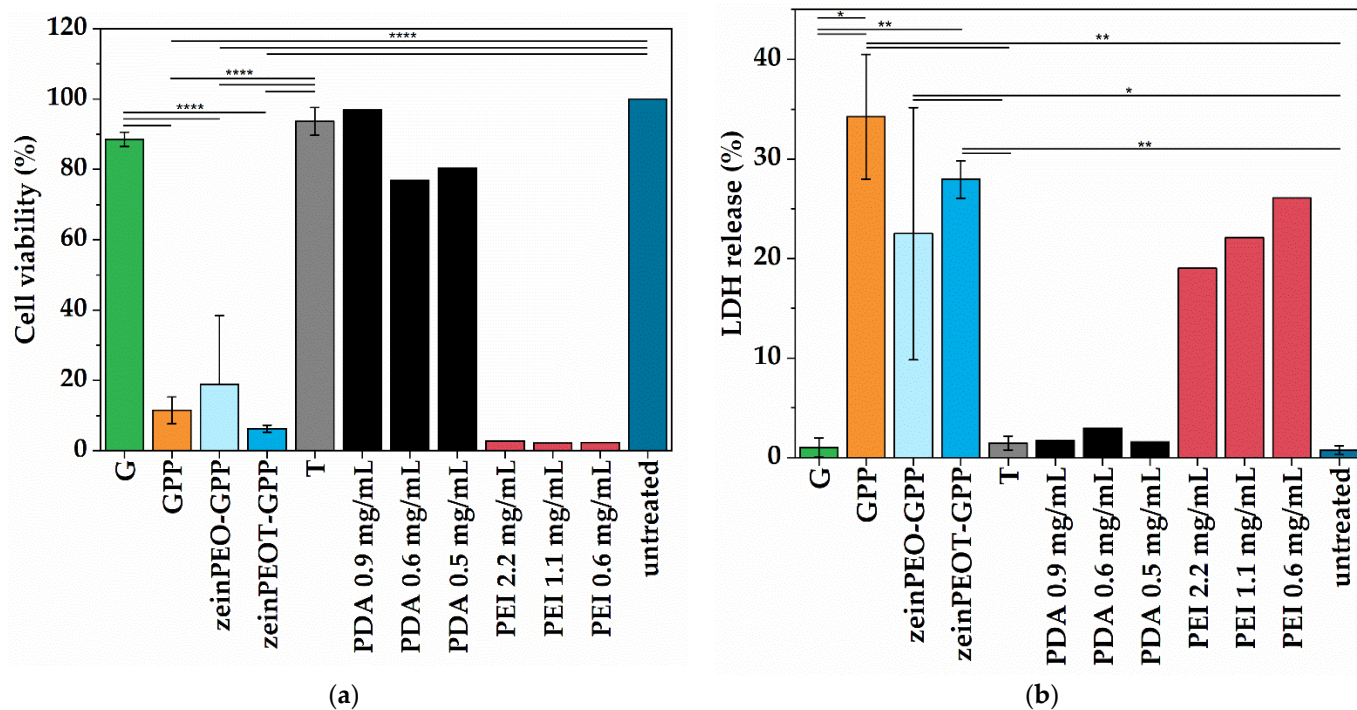 120
100
80
60
40
20
0
Cell viability (%)
****
****
****
G
GPP
zeinPEO-GPP
zeinPEOT-GPP
T
PDA 0.9 mg/mL
PDA 0.6 mg/mL
PDA 0.5 mg/mL
PEI 2.2 mg/mL
PEI 1.1 mg/mL
PEI 0.6 mg/mL
untreated
(a)
40
30
20
10
0
LDH release (%)
*
**
**
*
**
G
GPP
zeinPEO-GPP
zeinPEOT-GPP
T
PDA 0.9 mg/mL
PDA 0.6 mg/mL
PDA 0.5 mg/mL
PEI 2.2 mg/mL
PEI 1.1 mg/mL
PEI 0.6 mg/mL
untreated
(b)